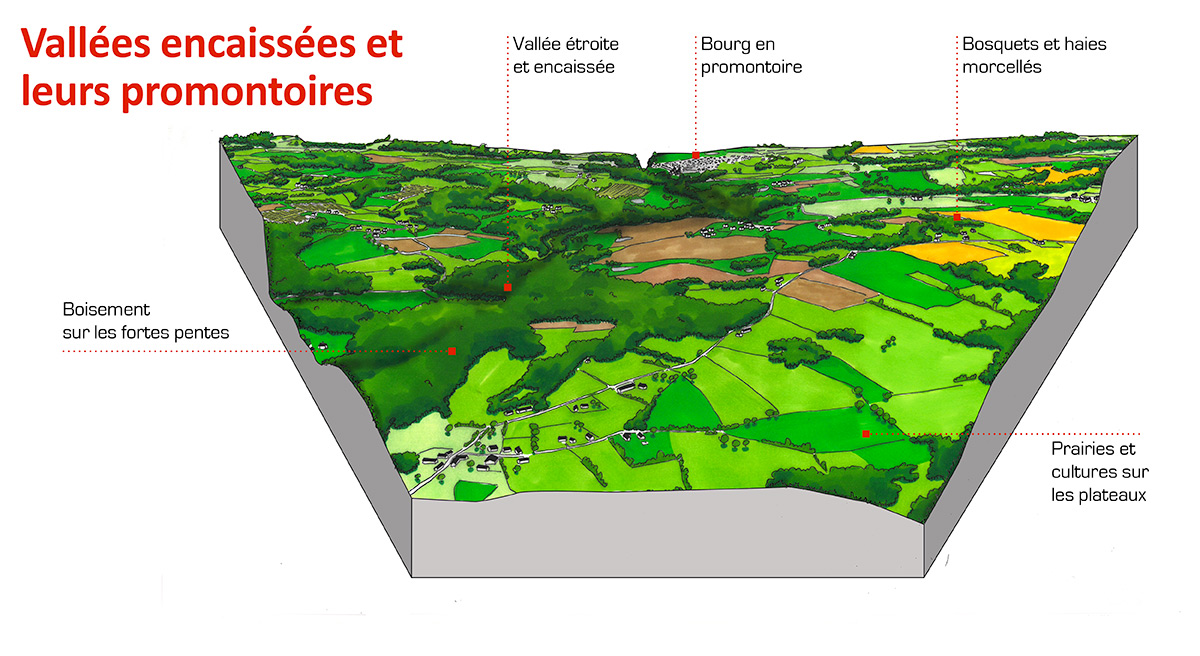 Vallées encaissées et
leurs promontoires
Vallée étroite
et encaissée
Bourg en
promontoire
Bosquets et haies
morcellés
Boisement
sur les fortes pentes
Prairies et
cultures sur
les plateaux